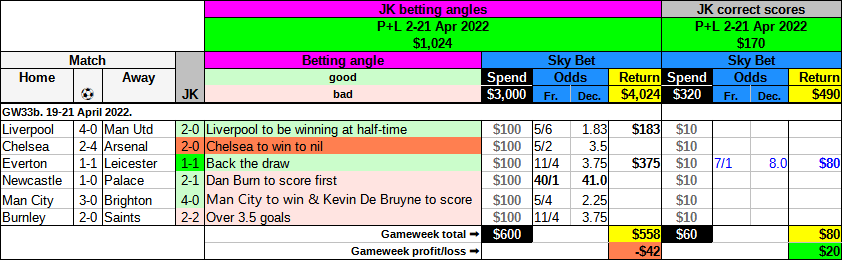 JK betting angles JK correct scores
P+L 2-21 Apr 2022 P+L 2-21 Apr 2022
$1,024 $170
Match Betting angle Sky Bet Sky Bet
Home Away JK good Spend Odds Return Spend Odds Return
bad $3,000 Fr. Dec. $4,024 $320 Fr. Dec. $490
GW33b. 19-21 April 2022.
Liverpool 4-0 Man Utd 2-0 Liverpool to be winning at half-time $100 5/6 1.83 $183 $10
Chelsea 2-4 Arsenal 2-0 Chelsea to win to nil $100 5/2 3.5 $10
Everton 1-1 Leicester 1-1 Back the draw $100 11/4 3.75 $375 $10 7/1 8.0 $80
Newcastle 1-0 Palace 2-1 Dan Burn to score first $100 40/1 41.0 $10
Man City 3-0 Brighton 4-0 Man City to win & Kevin De Bruyne to score $100 5/4 2.25 $10
Burnley 2-0 Saints 2-2 Over 3.5 goals $100 11/4 3.75 $10
Gameweek total ➡ $600 $558 $60 $80
Gameweek profit/loss ➡ -$42 $20